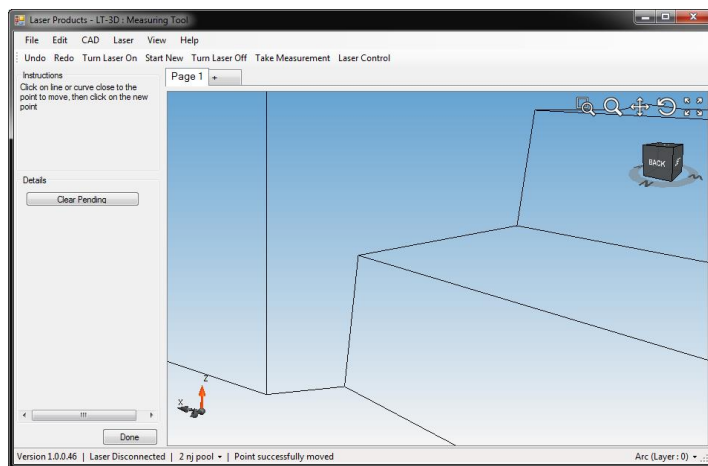 Laser Products - LT-3D : Measuring Tool
File Edit CAD Laser View Help
Undo Redo Turn Laser On Start New Turn Laser Off Take Measurement Laser Control
Instructions
Click on line or curve close to the
point to move, then click on the new
point
Page 1 +
BACK
Details
Clear Pending
Z
X
Done
Version 1.0.0.46 | Laser Disconnected | 2 nj pool | Point successfully moved
Arc (Layer : 0)